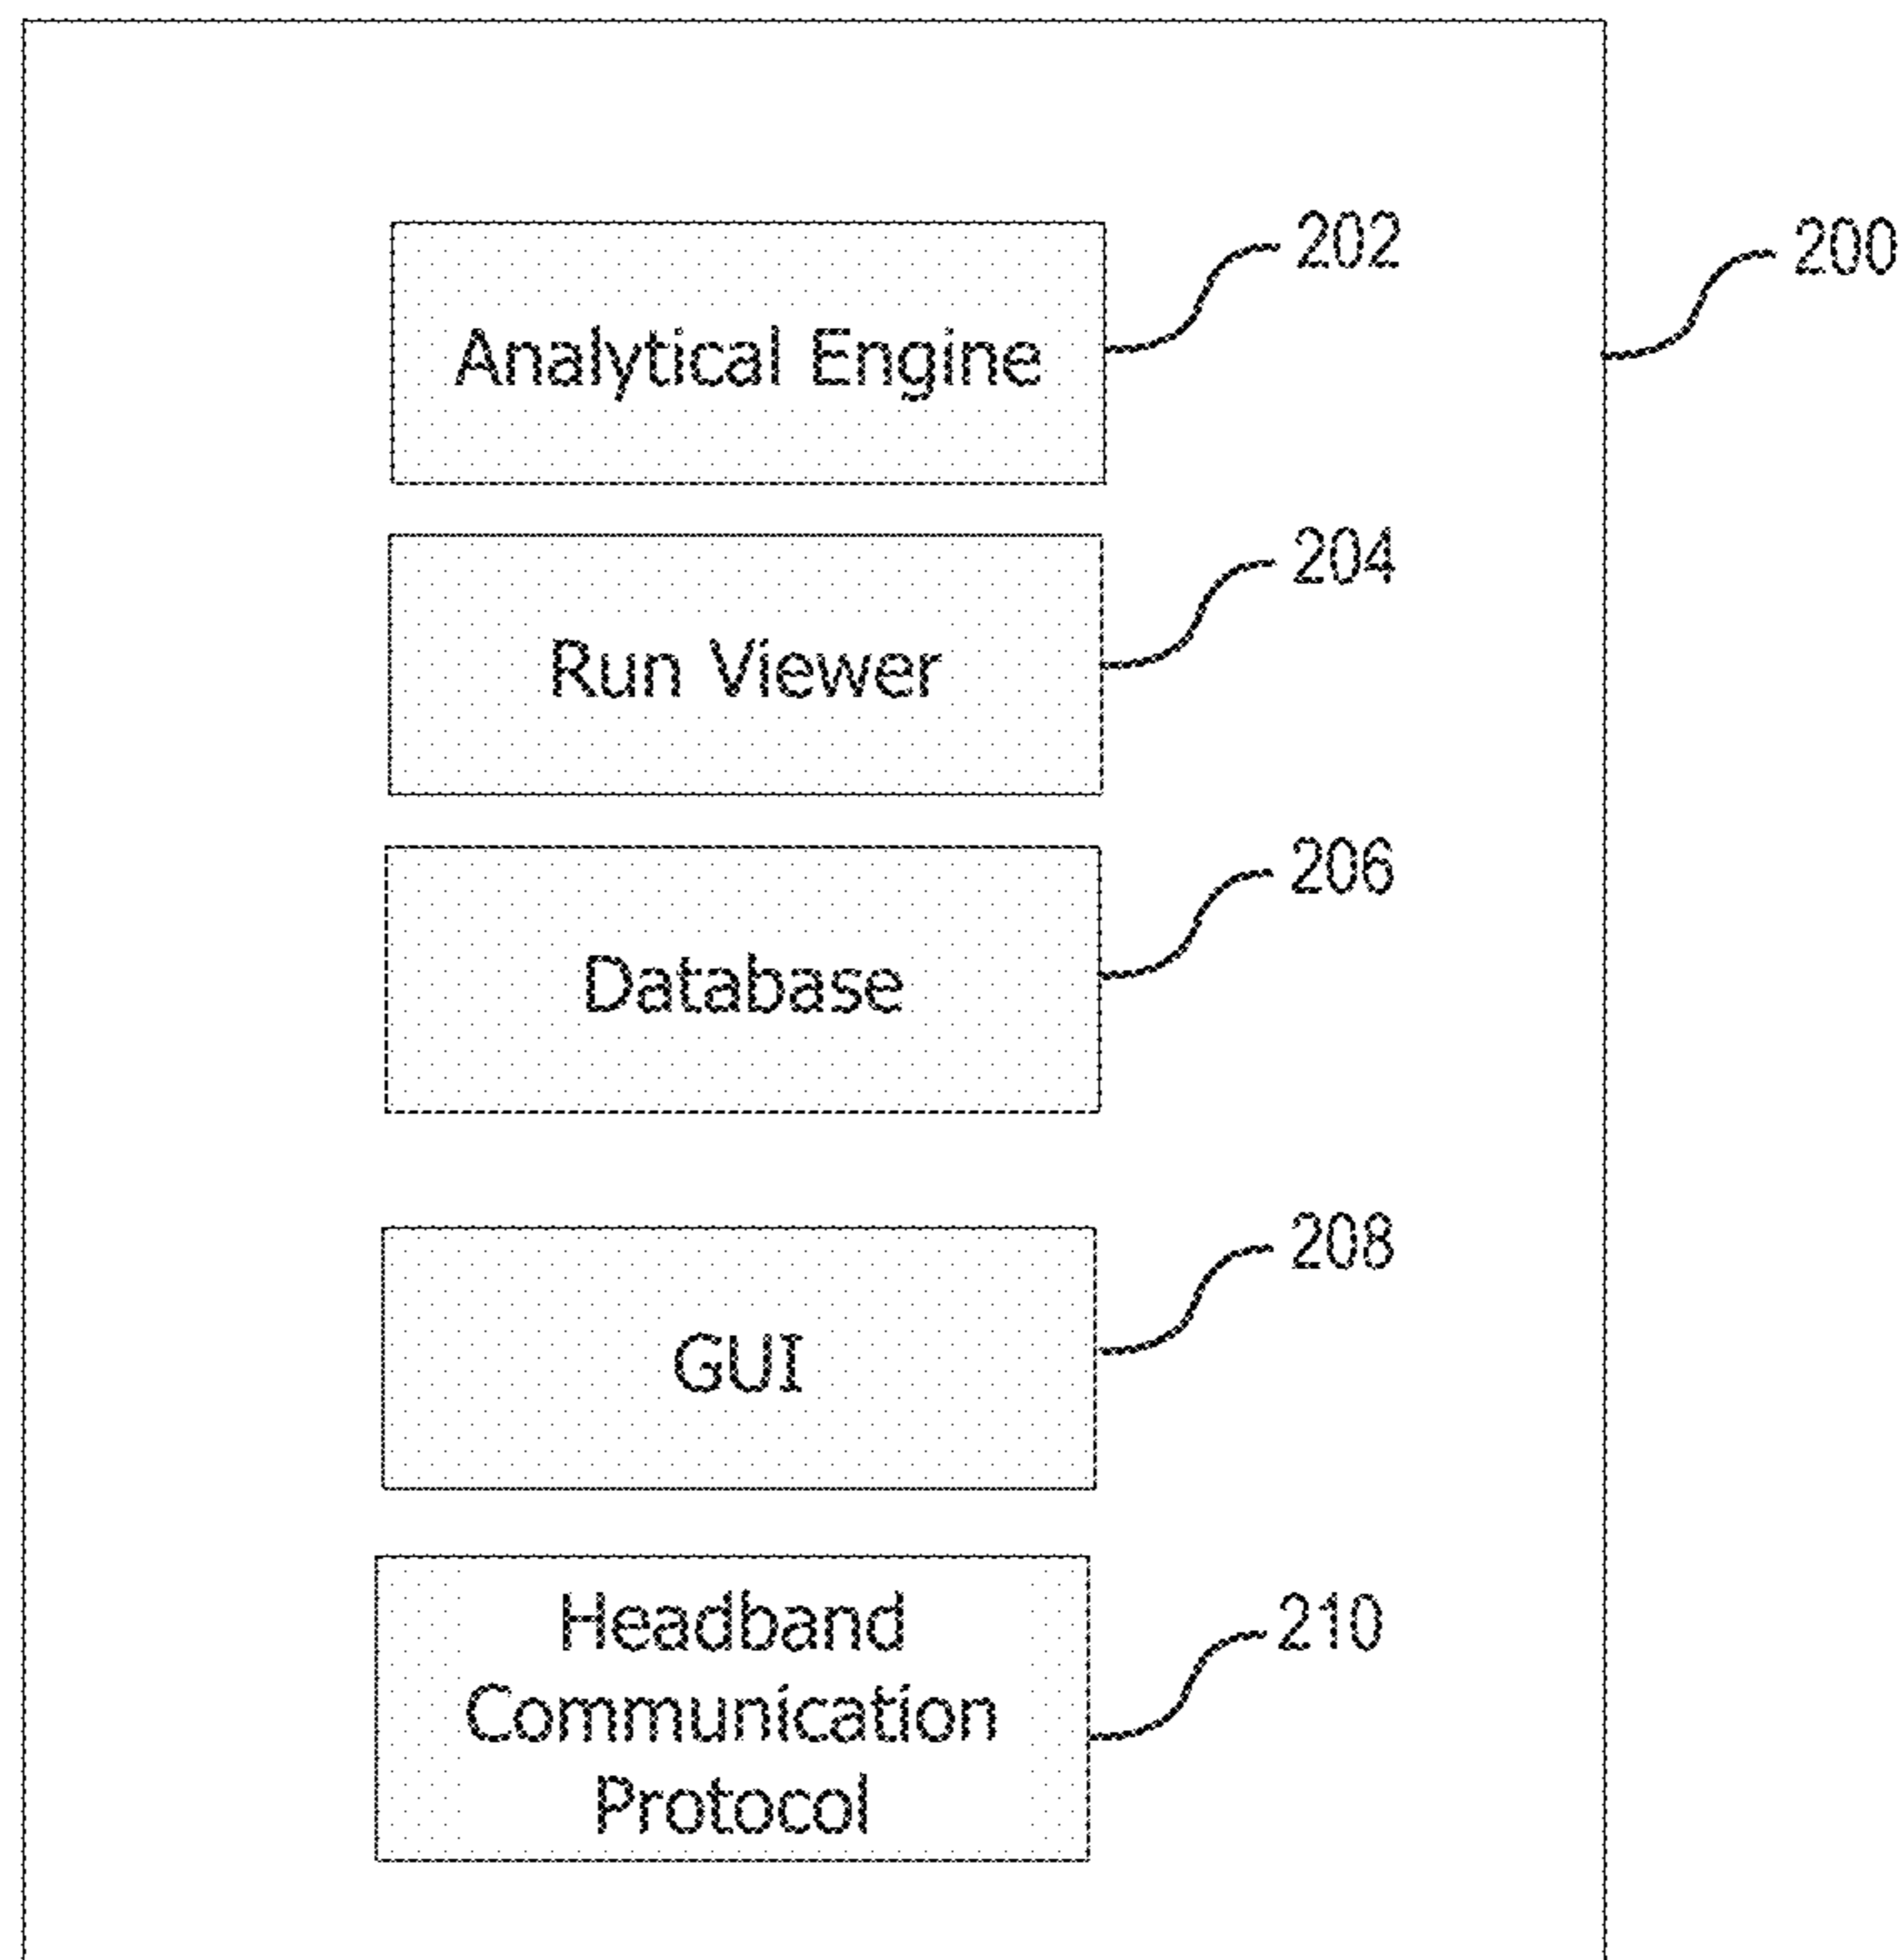 202
200
Analytical Engine
204
Run Viewer
206
Database
208
GUI
210
Headband
Communication
Protocol